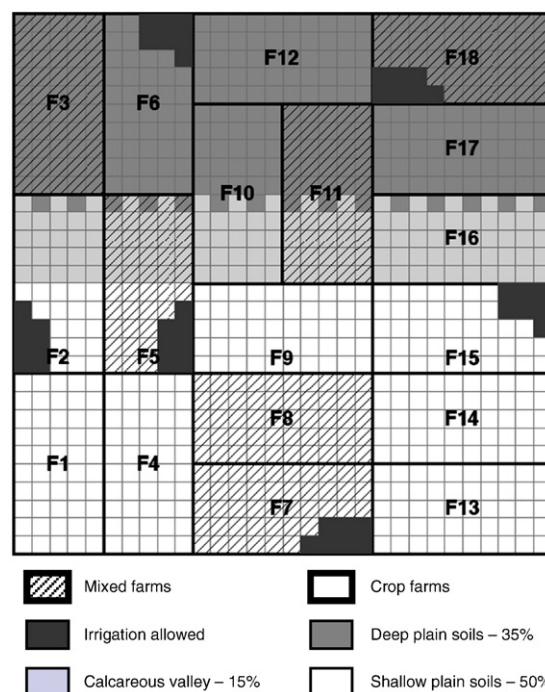 F12 F18
F3 F6
F17
F10 F11
F16
F2 F5 F9 F15
F8 F14
F1 F4
F7 F13
Mixed farms Crop farms
Irrigation allowed Deep plain soils – 35%
Calcareous valley – 15% Shallow plain soils – 50%